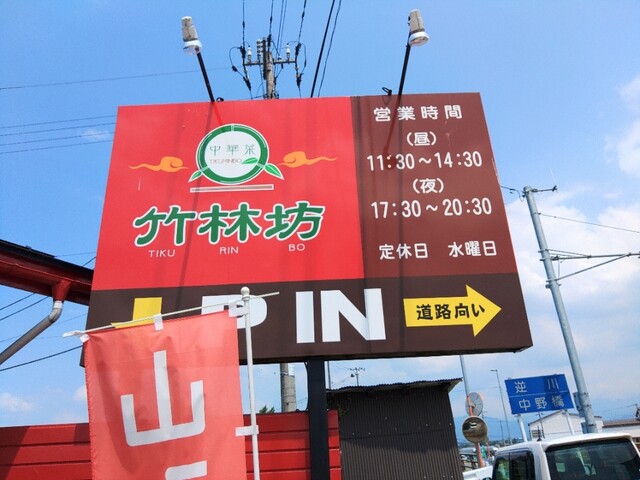 中華菜
TIKURINBO
竹林坊
TIKU RIN BO
営業時間
(昼)
11:30～14:30
(夜)
17:30～20:30
定休日 水曜日
P IN
道路向い
逆川
中野橋